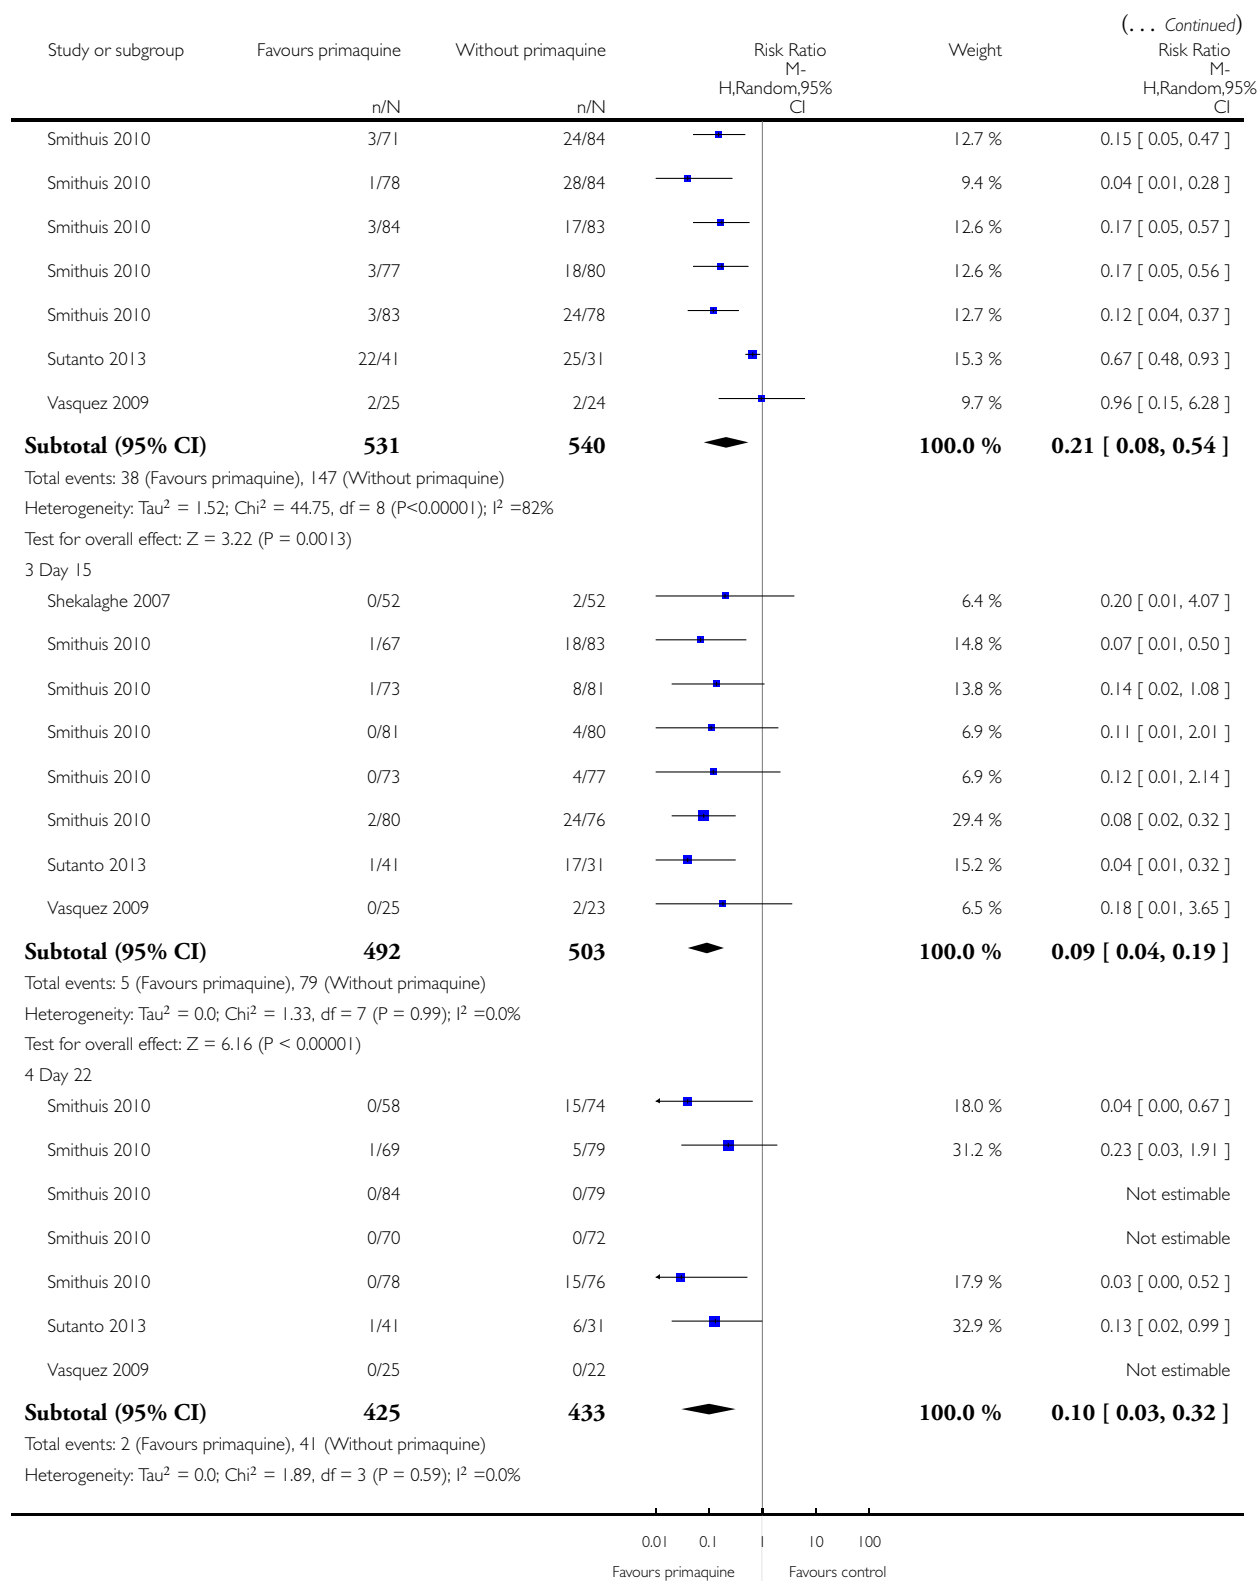 (... Continued)
Study or subgroup Favours primaquine Without primaquine Risk Ratio Weight Risk Ratio
M- M-
H,Random,95% H,Random,95%
n/N n/N CI CI
Smithuis 2010 3/71 24/84 12.7 % 0.15 [ 0.05, 0.47 ]
Smithuis 2010 1/78 28/84 9.4 % 0.04 [ 0.01, 0.28 ]
Smithuis 2010 3/84 17/83 12.6 % 0.17 [ 0.05, 0.57 ]
Smithuis 2010 3/77 18/80 12.6 % 0.17 [ 0.05, 0.56 ]
Smithuis 2010 3/83 24/78 12.7 % 0.12 [ 0.04, 0.37 ]
Sutanto 2013 22/41 25/31 15.3 % 0.67 [ 0.48, 0.93 ]
Vasquez 2009 2/25 2/24 9.7 % 0.96 [ 0.15, 6.28 ]
Subtotal (95% CI) 531 540 100.0 % 0.21 [ 0.08, 0.54 ]
Total events: 38 (Favours primaquine), 147 (Without primaquine)
Heterogeneity: Tau² = 1.52; Chi² = 44.75, df = 8 (P<0.00001); I² =82%
Test for overall effect: Z = 3.22 (P = 0.0013)
3 Day 15
Shekalaghe 2007 0/52 2/52 6.4 % 0.20 [ 0.01, 4.07 ]
Smithuis 2010 1/67 18/83 14.8 % 0.07 [ 0.01, 0.50 ]
Smithuis 2010 1/73 8/81 13.8 % 0.14 [ 0.02, 1.08 ]
Smithuis 2010 0/81 4/80 6.9 % 0.11 [ 0.01, 2.01 ]
Smithuis 2010 0/73 4/77 6.9 % 0.12 [ 0.01, 2.14 ]
Smithuis 2010 2/80 24/76 29.4 % 0.08 [ 0.02, 0.32 ]
Sutanto 2013 1/41 17/31 15.2 % 0.04 [ 0.01, 0.32 ]
Vasquez 2009 0/25 2/23 6.5 % 0.18 [ 0.01, 3.65 ]
Subtotal (95% CI) 492 503 100.0 % 0.09 [ 0.04, 0.19 ]
Total events: 5 (Favours primaquine), 79 (Without primaquine)
Heterogeneity: Tau² = 0.0; Chi² = 1.33, df = 7 (P = 0.99); I² =0.0%
Test for overall effect: Z = 6.16 (P < 0.00001)
4 Day 22
Smithuis 2010 0/58 15/74 18.0 % 0.04 [ 0.00, 0.67 ]
Smithuis 2010 1/69 5/79 31.2 % 0.23 [ 0.03, 1.91 ]
Smithuis 2010 0/84 0/79 Not estimable
Smithuis 2010 0/70 0/72 Not estimable
Smithuis 2010 0/78 15/76 17.9 % 0.03 [ 0.00, 0.52 ]
Sutanto 2013 1/41 6/31 32.9 % 0.13 [ 0.02, 0.99 ]
Vasquez 2009 0/25 0/22 Not estimable
Subtotal (95% CI) 425 433 100.0 % 0.10 [ 0.03, 0.32 ]
Total events: 2 (Favours primaquine), 41 (Without primaquine)
Heterogeneity: Tau² = 0.0; Chi² = 1.89, df = 3 (P = 0.59); I² =0.0%
0.01 0.1 1 10 100
Favours primaquine Favours control